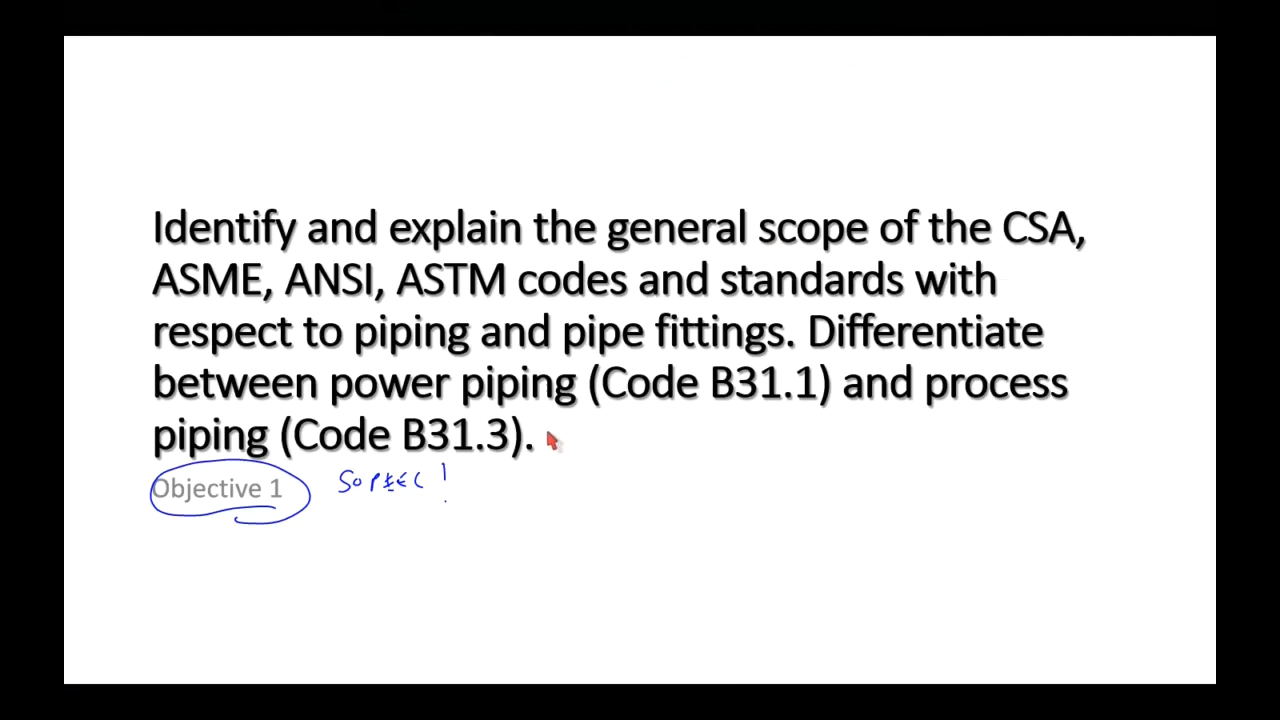 Identify and explain the general scope of the CSA,
ASME, ANSI, ASTM codes and standards with
respect to piping and pipe fittings. Differentiate
between power piping (Code B31.1) and process
piping (Code B31.3).
Objective 1 SOPEEC !